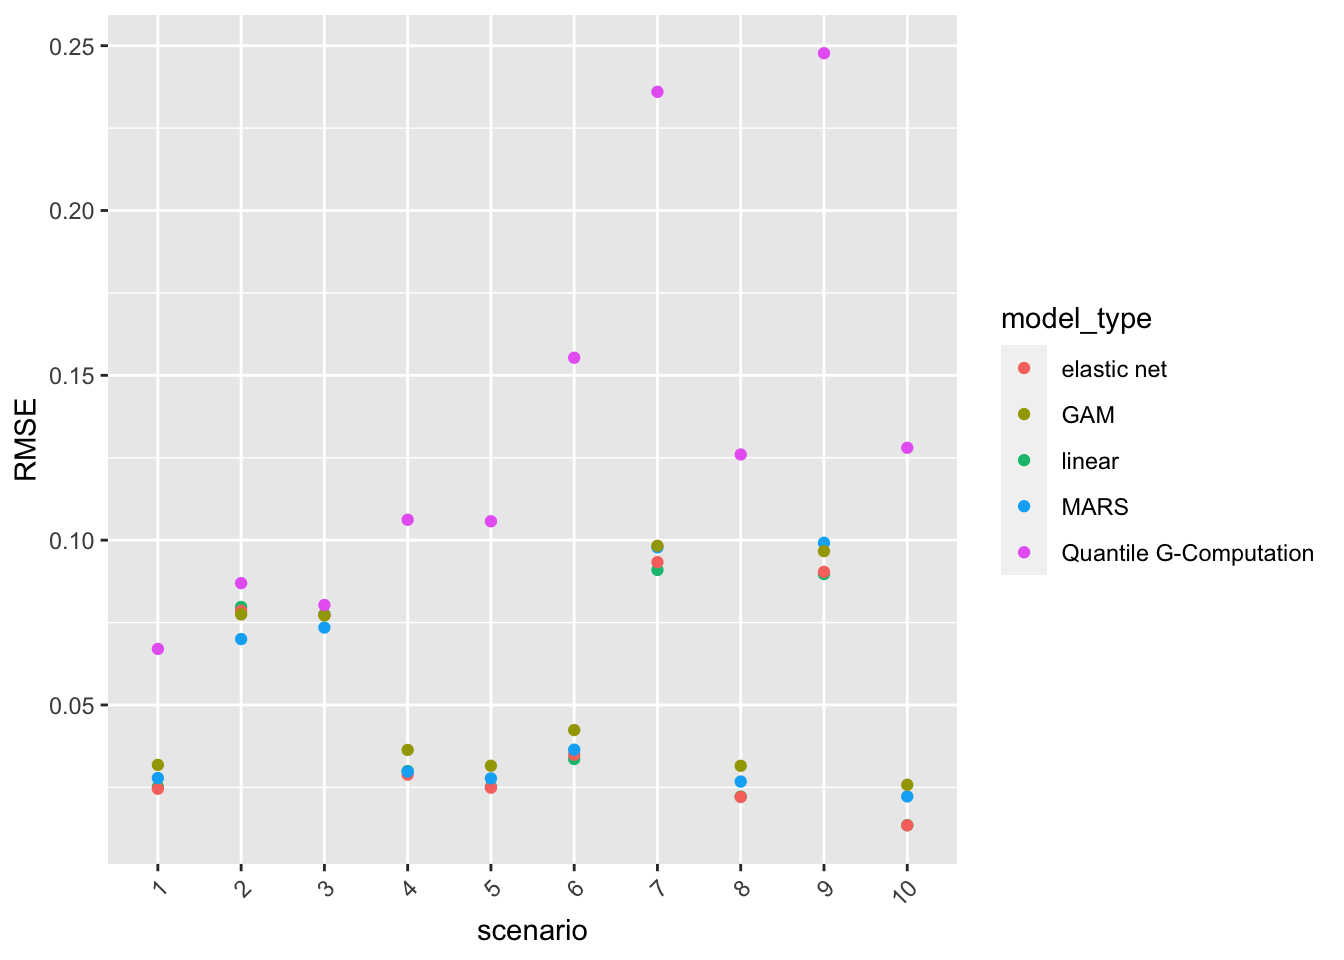 0.25
0.20
0.15
0.10
0.05
RMSE
1 2 3 4 5 6 7 8 9 10
scenario
model_type
elastic net
GAM
linear
MARS
Quantile G-Computation